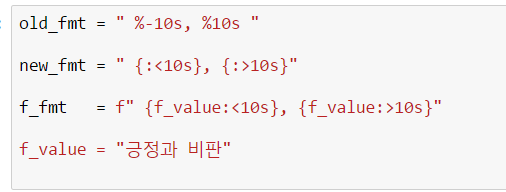 old_fmt = " %-10s, %10s "
new_fmt = " {:<10s}, {:>10s}"
f_fmt   = f" {f_value:<10s}, {f_value:>10s}"
f_value = "긍정과 비판"